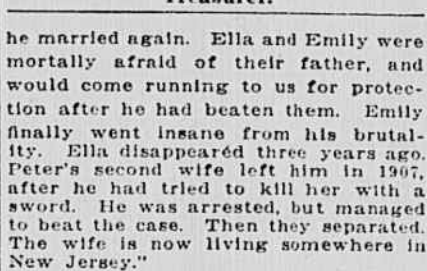 Treasurer.
he married again. Ella and Emily were
mortally afraid of their father, and
would come running to us for protec-
tion after he had beaten them. Emily
finally went insane from his brutal-
ity. Ella disappeared three years ago.
Peter's second wife left him in 1907,
after he had tried to kill her with a
sword. He was arrested, but managed
to beat the case. Then they separated.
The wife is now living somewhere in
New Jersey."